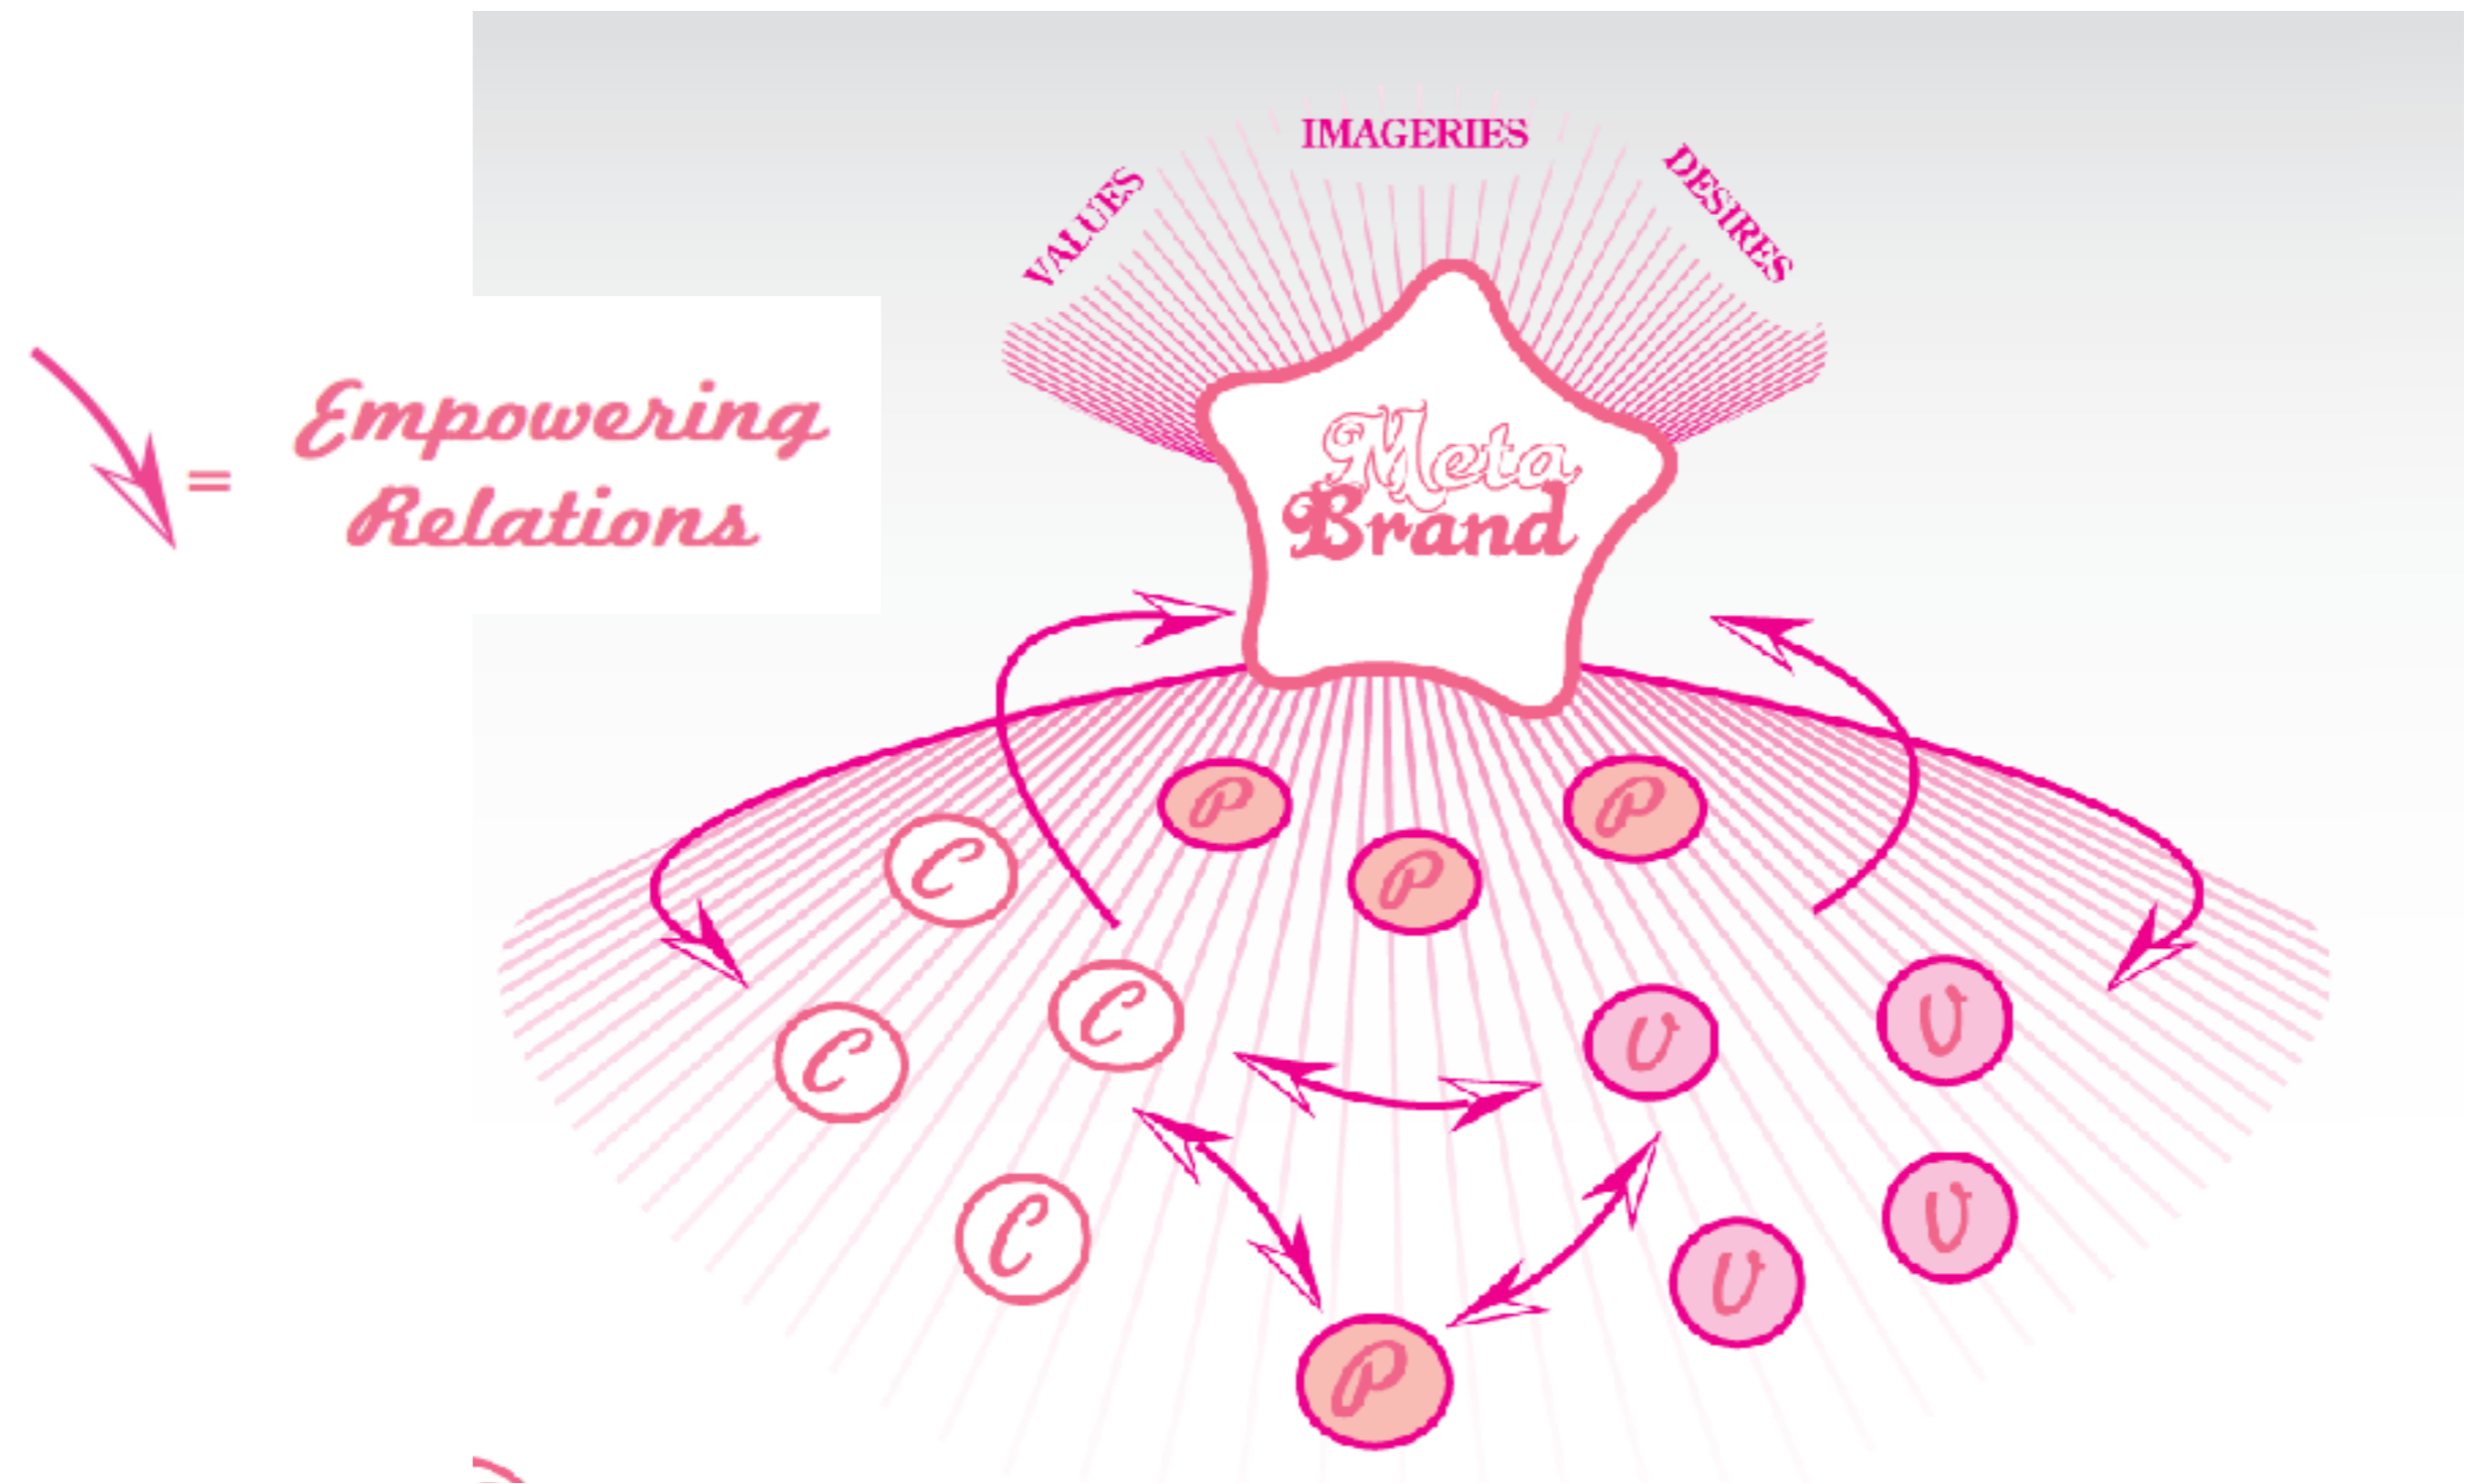 IMAGERIES
VALUES
DESIRES
Empowering
=
Relations
Meta
Brand
P
P
C
P
C
U
U
C
U
C
U
P